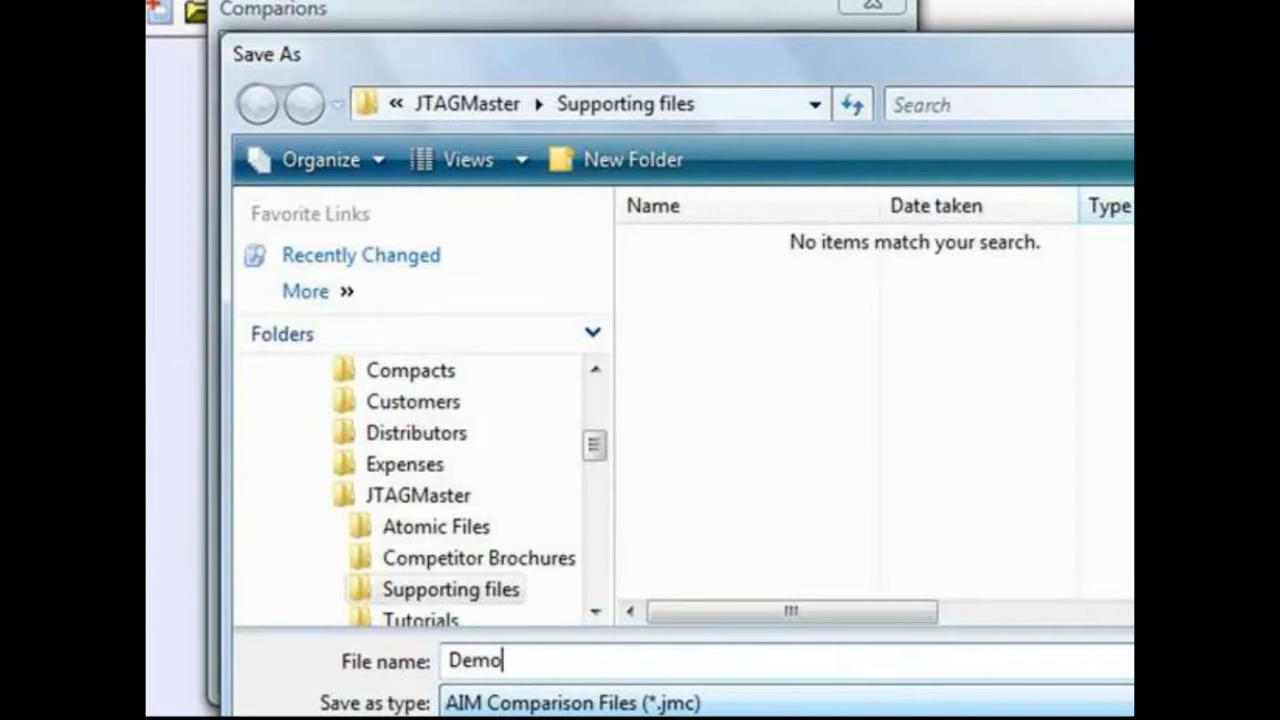 Comparions
Save As
« JTAGMaster Supporting files Search
Organize Views New Folder
Favorite Links
Recently Changed
More »
Folders
Compacts
Customers
Distributors
Expenses
JTAGMaster
Atomic Files
Competitor Brochures
Supporting files
Tutorials
Name Date taken Type
No items match your search.
File name: Demo
Save as type: AIM Comparison Files (*.jmc)